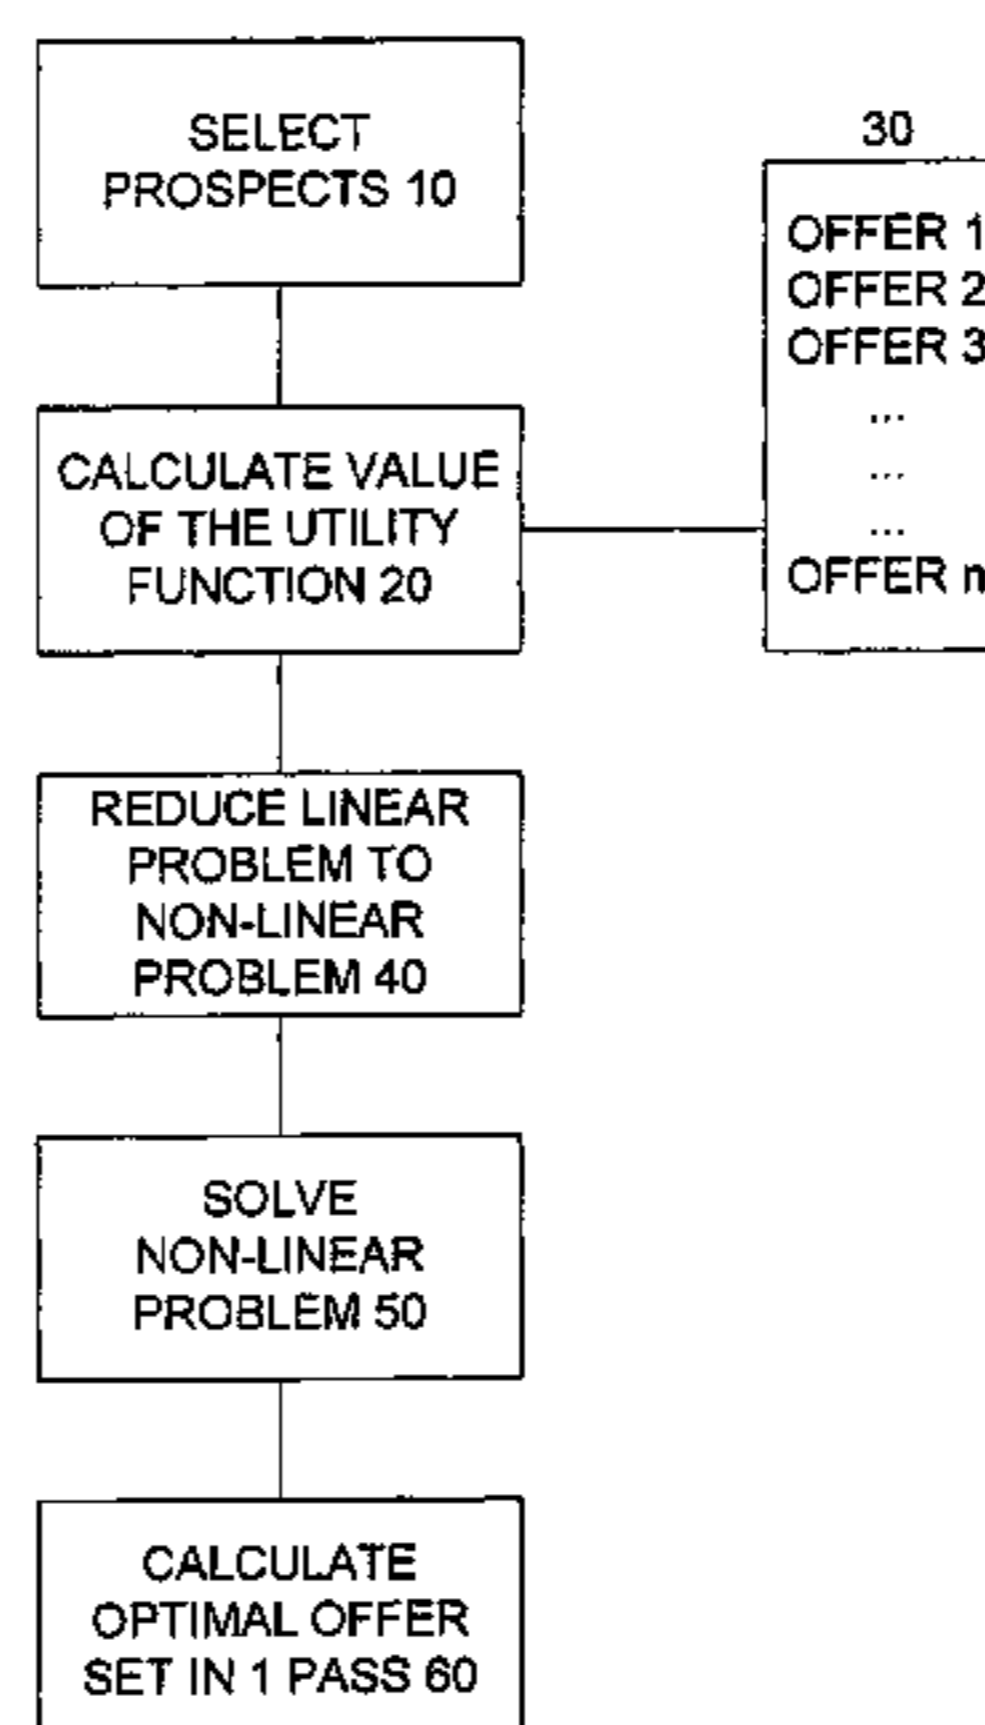 SELECT
PROSPECTS 10
30
OFFER 1
OFFER 2
OFFER 3
...
...
...
OFFER n
CALCULATE VALUE
OF THE UTILITY
FUNCTION 20
REDUCE LINEAR
PROBLEM TO
NON-LINEAR
PROBLEM 40
SOLVE
NON-LINEAR
PROBLEM 50
CALCULATE
OPTIMAL OFFER
SET IN 1 PASS 60